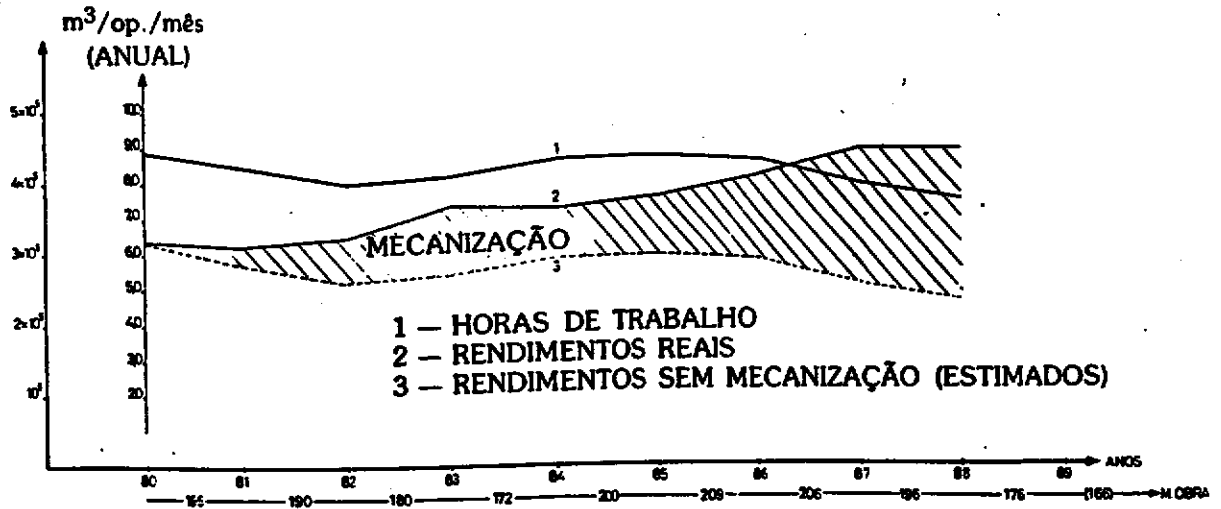 m³/op./mês
(ANUAL)
5×10⁵
4×10⁵
3×10⁵
2×10⁵
10⁵
100
90
80
70
60
50
40
30
20
1
2
MECANIZAÇÃO
3
1 — HORAS DE TRABALHO
2 — RENDIMENTOS REAIS
3 — RENDIMENTOS SEM MECANIZAÇÃO (ESTIMADOS)
80 81 82 83 84 85 86 87 88 89 ANOS
190 180 172 200 209 206 196 176 (166) M.OBRA